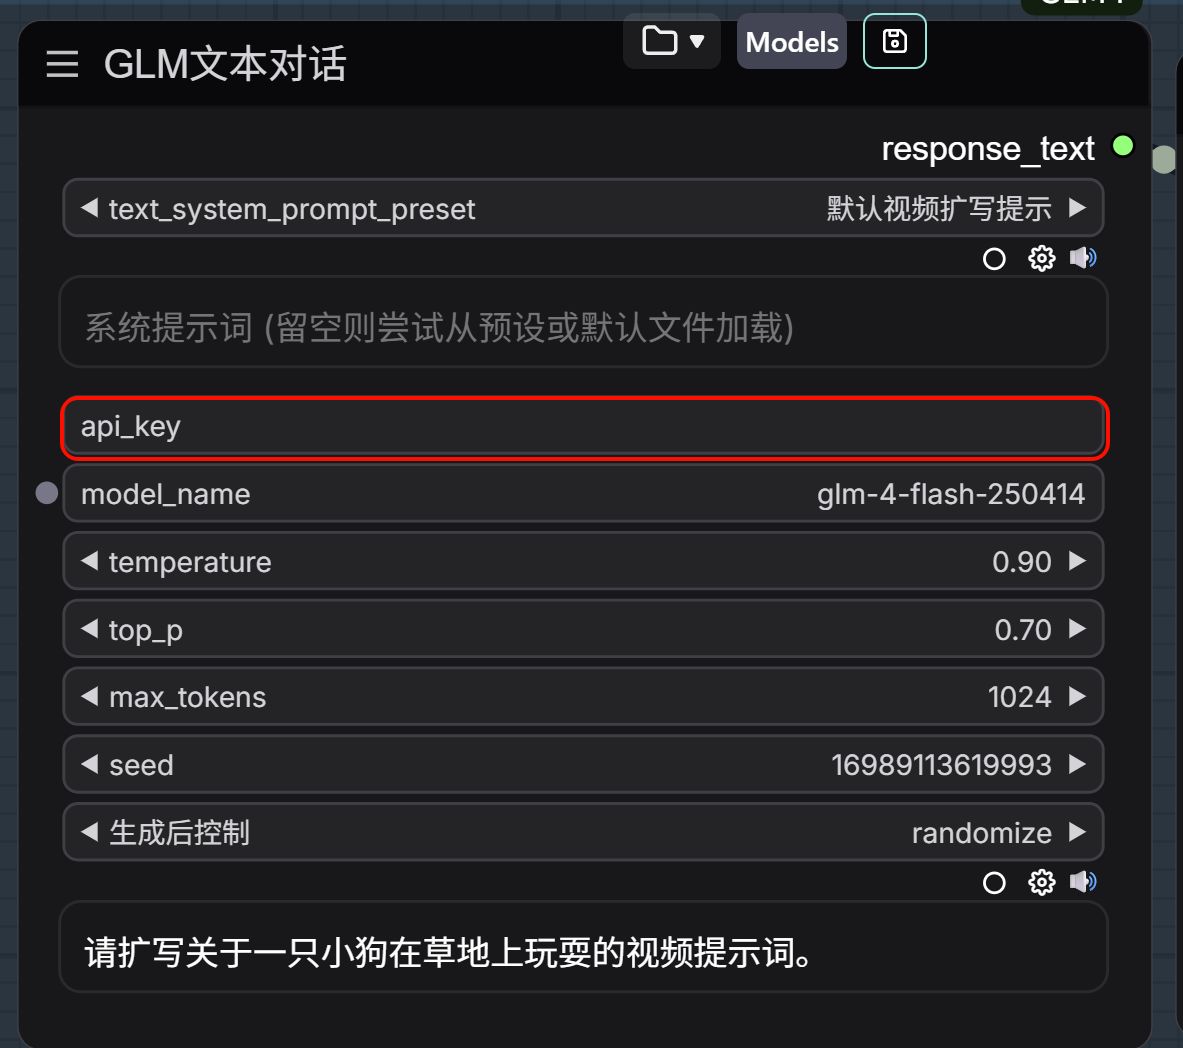 GLM文本对话
Models
response_text
text_system_prompt_preset 默认视频扩写提示
系统提示词 (留空则尝试从预设或默认文件加载)
api_key
model_name glm-4-flash-250414
temperature 0.90
top_p 0.70
max_tokens 1024
seed 16989113619993
生成后控制 randomize
请扩写关于一只小狗在草地上玩耍的视频提示词。